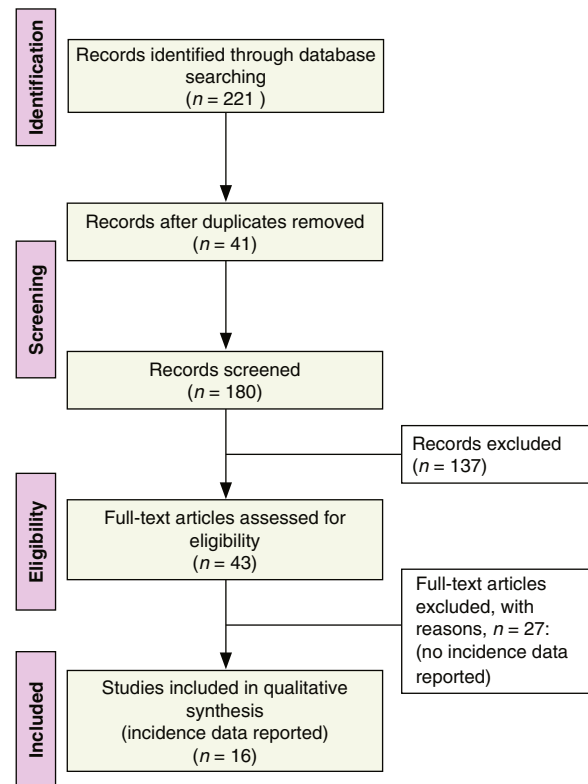 Identification
Records identified through database
searching
(n = 221 )
Records after duplicates removed
(n = 41)
Screening
Records screened
(n = 180)
Records excluded
(n = 137)
Eligibility
Full-text articles assessed for
eligibility
(n = 43)
Full-text articles
excluded, with
reasons, n = 27:
(no incidence data
reported)
Included
Studies included in qualitative
synthesis
(incidence data reported)
(n = 16)